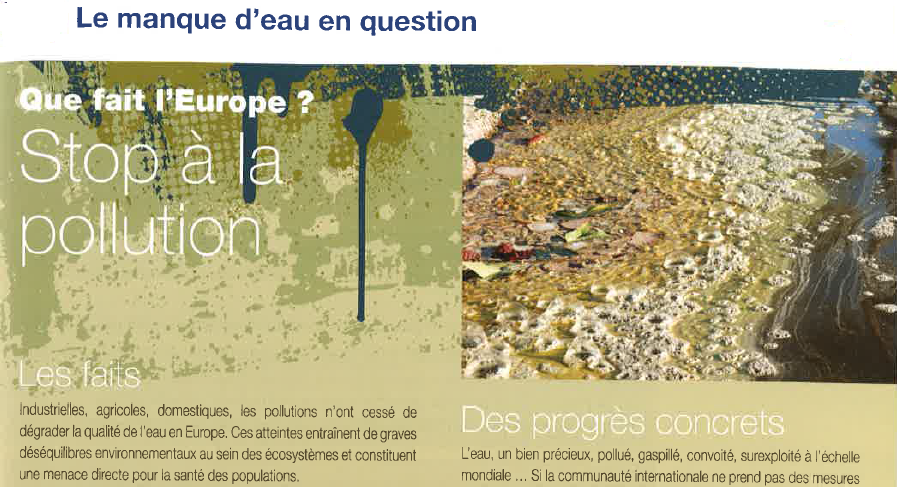 Le manque d'eau en question
Que fait l'Europe ?
Stop à la
pollution
Les faits
Industrielles, agricoles, domestiques, les pollutions n'ont cessé de
dégrader la qualité de l'eau en Europe. Ces atteintes entraînent de graves
déséquilibres environnementaux au sein des écosystèmes et constituent
une menace directe pour la santé des populations.
Des progrès concrets
L'eau, un bien précieux, pollué, gaspillé, convoité, surexploité à l'échelle
mondiale ... Si la communauté internationale ne prend pas des mesures